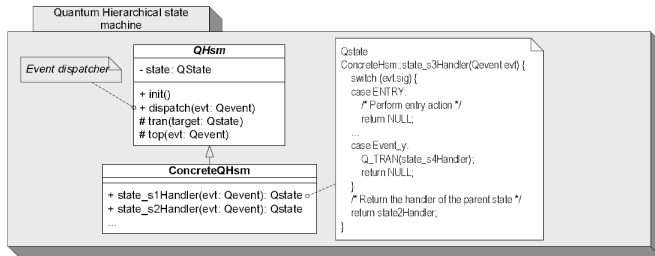 Quantum Hierarchical state
machine
Event dispatcher
QHsm
- state: QState
+ init()
+ dispatch(evt: Qevent)
# tran(target: Qstate)
# top(evt: Qevent)
ConcreteQHsm
+ state_s1Handler(evt: Qevent): Qstate
+ state_s2Handler(evt: Qevent): Qstate
...
Qstate
ConcreteHsm::state_s3Handler(Qevent evt) {
switch (evt.sig) {
case ENTRY:
/* Perform entry action */
return NULL;
...
case Event_y:
Q_TRAN(state_s4Handler);
return NULL;
}
/* Return the handler of the parent state */
return state2Handler;
}